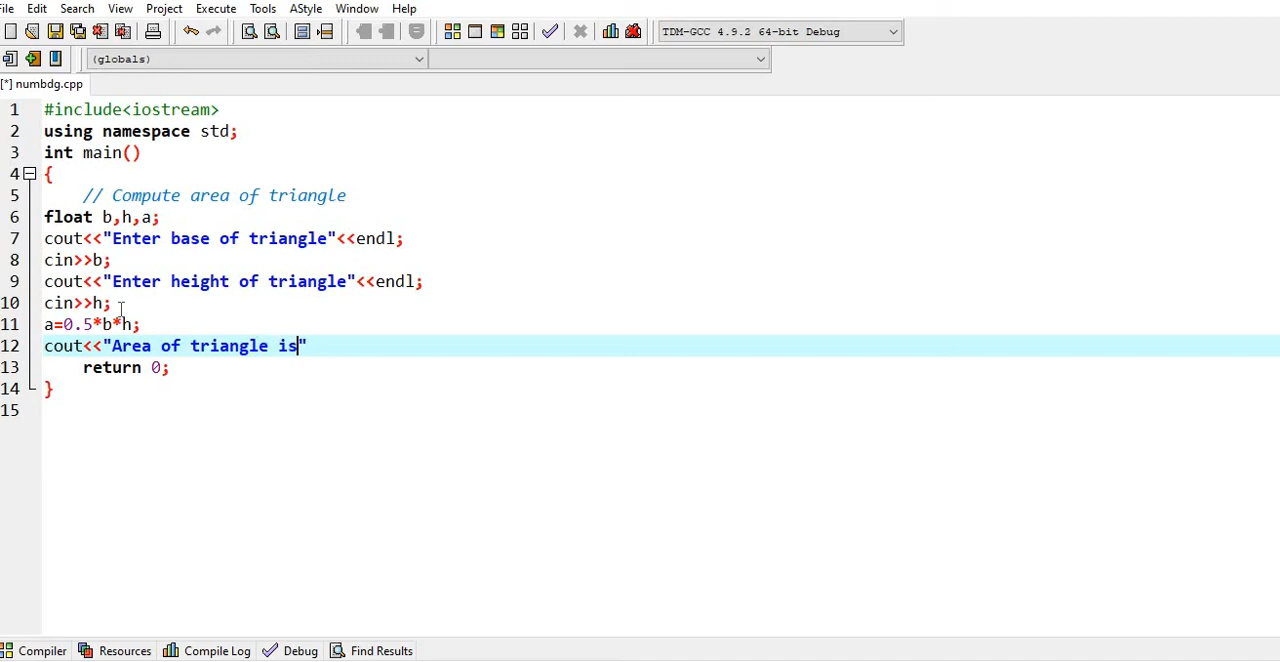 ile Edit Search View Project Execute Tools AStyle Window Help
TDM-GCC 4.9.2 64-bit Debug
(globals)
[*] numbdg.cpp
1 #include<iostream>
2 using namespace std;
3 int main()
4 {
5 // Compute area of triangle
6 float b,h,a;
7 cout<<"Enter base of triangle"<<endl;
8 cin>>b;
9 cout<<"Enter height of triangle"<<endl;
10 cin>>h;
11 a=0.5*b*h;
12 cout<<"Area of triangle is"
13 return 0;
14 }
15
Compiler Resources Compile Log Debug Find Results